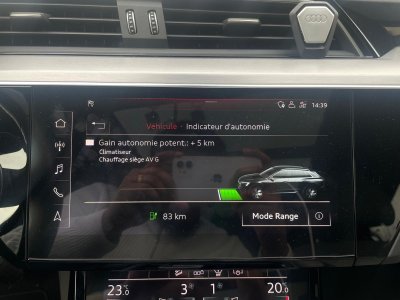 14:39
Véhicule · Indicateur d'autonomie
Gain autonomie potent.: + 5 km
Climatiseur
Chauffage siège AV G
83 km
Mode Range
23.0
3
1
20.